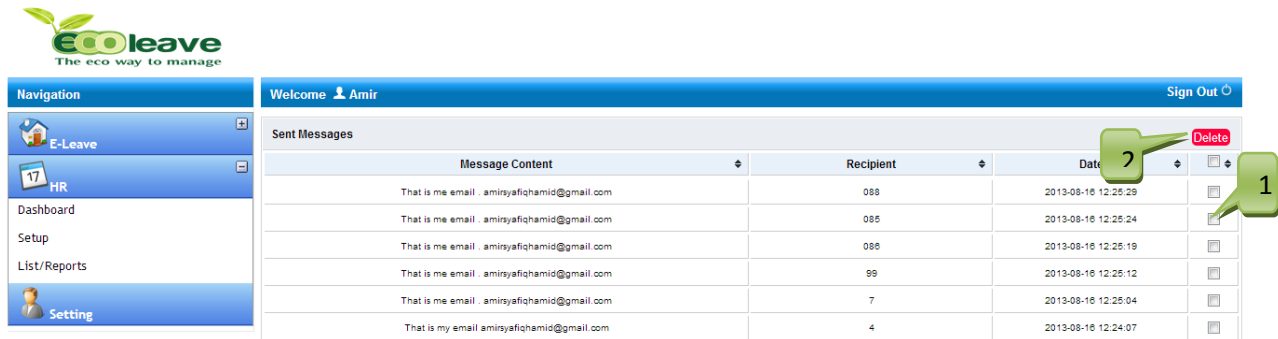 Eco leave
The eco way to manage
Navigation
Welcome Amir Sign Out
E-Leave
Sent Messages Delete
2
Message Content Recipient Date
1
17
HR
That is me email . amirsyafiqhamid@gmail.com 088 2013-08-16 12:25:29
Dashboard
That is me email . amirsyafiqhamid@gmail.com 085 2013-08-16 12:25:24
Setup
That is me email . amirsyafiqhamid@gmail.com 086 2013-08-16 12:25:19
List/Reports
That is me email . amirsyafiqhamid@gmail.com 99 2013-08-16 12:25:12
That is me email . amirsyafiqhamid@gmail.com 7 2013-08-16 12:25:04
Setting
That is my email amirsyafiqhamid@gmail.com 4 2013-08-16 12:24:07